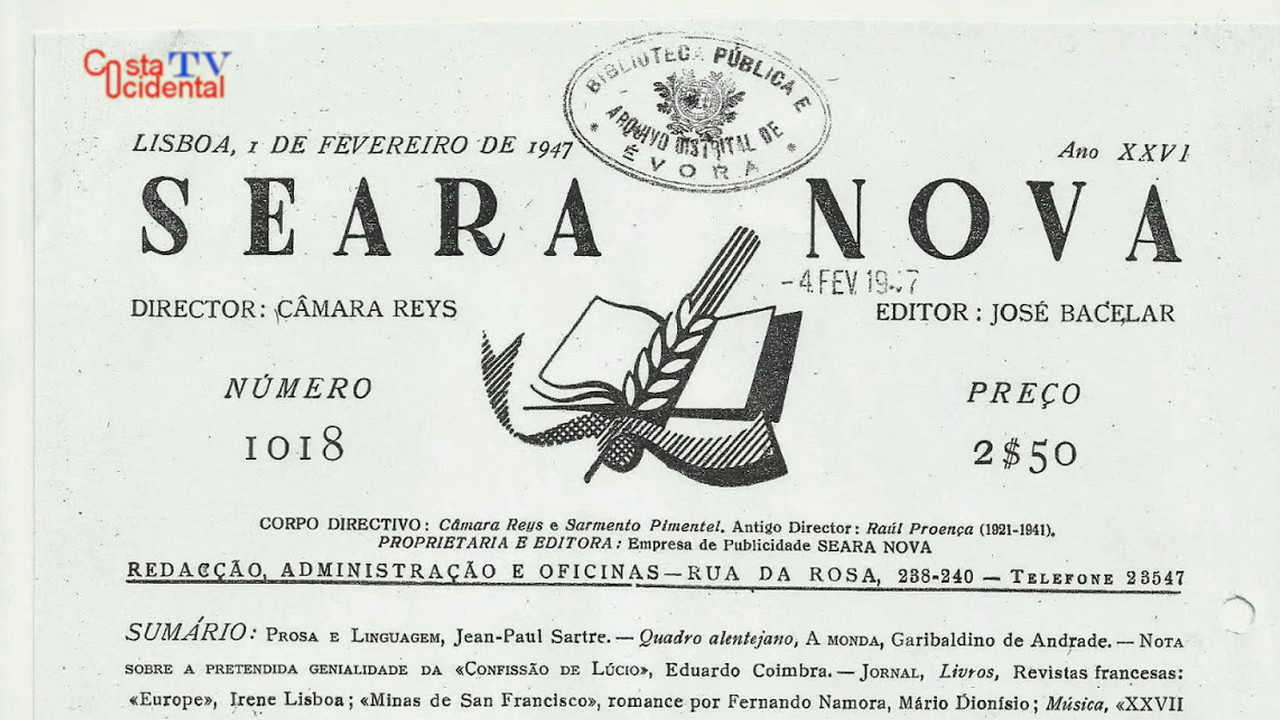 Costa TV
Ocidental
BIBLIOTECA PÚBLICA E
ARQUIVO DISTRITAL DE
ÉVORA
LISBOA, 1 DE FEVEREIRO DE 1947
Ano XXVI
SEARA NOVA
-4 FEV. 19
DIRECTOR: CÂMARA REYS
EDITOR: JOSÉ BACELAR
NÚMERO
1018
PREÇO
2$50
CORPO DIRECTIVO: Câmara Reys e Sarmento Pimentel. Antigo Director: Raúl Proença (1921-1941).
PROPRIETARIA E EDITORA: Empresa de Publicidade SEARA NOVA
REDACÇÃO, ADMINISTRAÇÃO E OFICINAS—RUA DA ROSA, 238-240 — TELEFONE 23547
SUMÁRIO: PROSA E LINGUAGEM, Jean-Paul Sartre. — Quadro alentejano, A MONDA, Garibaldino de Andrade. — NOTA
SOBRE A PRETENDIDA GENIALIDADE DA «CONFISSÃO DE LÚCIO», Eduardo Coimbra. — JORNAL, Livros, Revistas francesas:
«Europe», Irene Lisboa; «Minas de San Francisco», romance por Fernando Namora, Mário Dionísio; Música, «XXVII